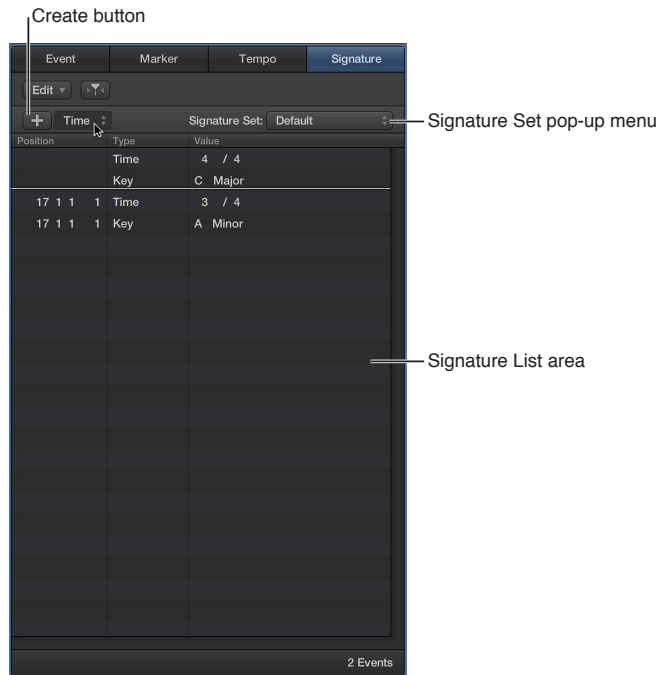 Create button
Event Marker Tempo Signature
Edit
Time Signature Set: Default
Signature Set pop-up menu
Position Type Value
Time 4 / 4
Key C Major
17 1 1 1 Time 3 / 4
17 1 1 1 Key A Minor
Signature List area
2 Events